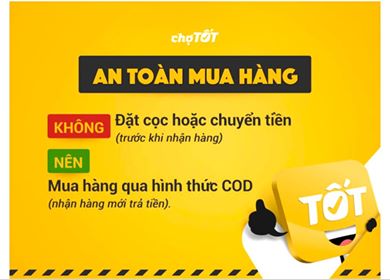 chợTỐT
AN TOÀN MUA HÀNG
KHÔNG Đặt cọc hoặc chuyển tiền
(trước khi nhận hàng)
NÊN
Mua hàng qua hình thức COD
(nhận hàng mới trả tiền).
TỐT